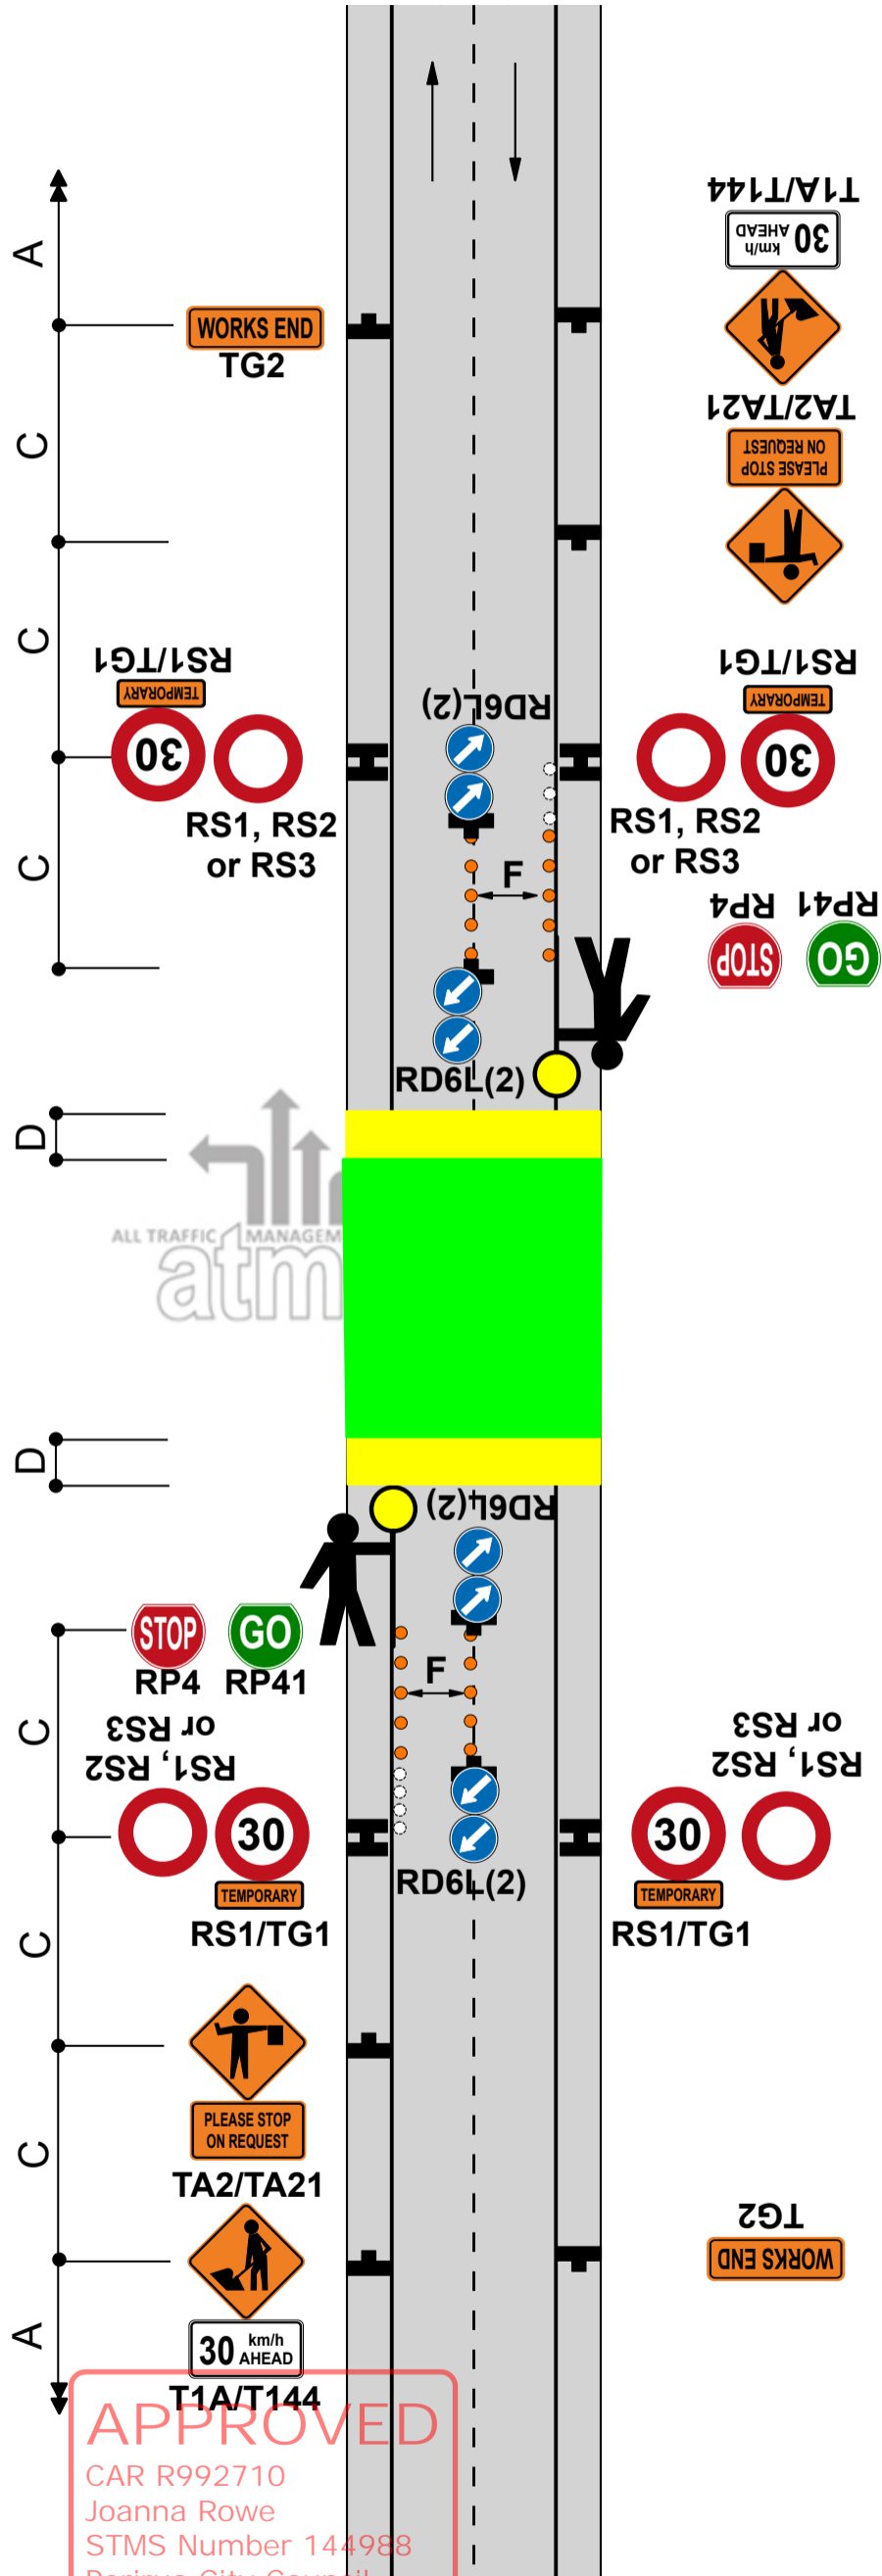 T1A/T144
30 km/h AHEAD
A
WORKS END
TG2
TA2/TA21
PLEASE STOP
ON REQUEST
C
C
RS1/TG1
TEMPORARY
30
RS1, RS2
or RS3
RD6L(2)
RS1/TG1
TEMPORARY
30
RS1, RS2
or RS3
C
F
RP4
RP41
STOP
GO
RD6L(2)
D
ALL TRAFFIC
atm
D
RD6L(2)
STOP
GO
RP4
RP41
F
C
RS1, RS2
or RS3
RS1, RS2
or RS3
30
30
TEMPORARY
TEMPORARY
RD6L(2)
RS1/TG1
RS1/TG1
C
PLEASE STOP
ON REQUEST
C
TA2/TA21
TG2
WORKS END
A
30 km/h AHEAD
T1A/T144
APPROVED
CAR R992710
Joanna Rowe
STMS Number 144988
Porirua City Council